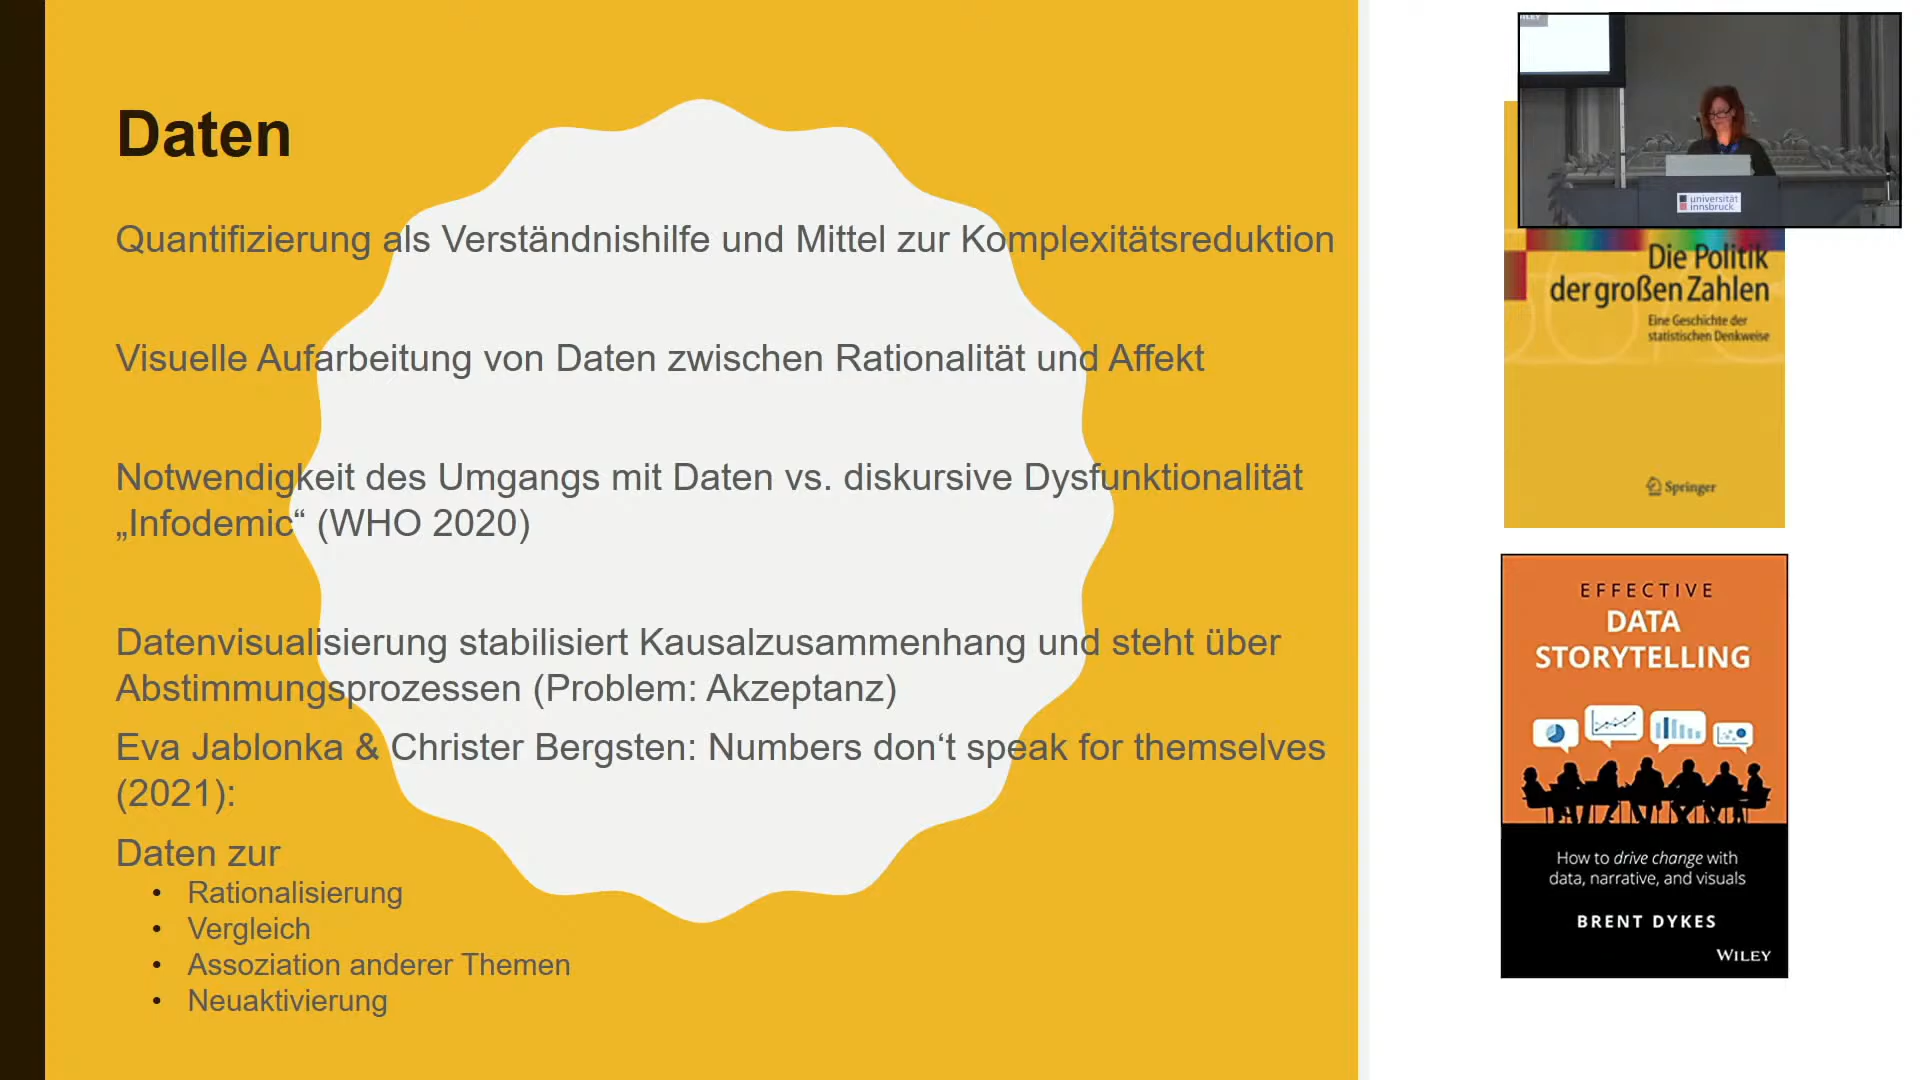 Daten
Quantifizierung als Verständnishilfe und Mittel zur Komplexitätsreduktion
Visuelle Aufarbeitung von Daten zwischen Rationalität und Affekt
Notwendigkeit des Umgangs mit Daten vs. diskursive Dysfunktionalität
„Infodemic“ (WHO 2020)
Datenvisualisierung stabilisiert Kausalzusammenhang und steht über
Abstimmungsprozessen (Problem: Akzeptanz)
Eva Jablonka & Christer Bergsten: Numbers don‘t speak for themselves
(2021):
Daten zur
• Rationalisierung
• Vergleich
• Assoziation anderer Themen
• Neuaktivierung
universität
innsbruck
Die Politik
der großen Zahlen
Eine Geschichte der
statistischen Denkweise
Springer
EFFECTIVE
DATA
STORYTELLING
How to drive change with
data, narrative, and visuals
BRENT DYKES
WILEY